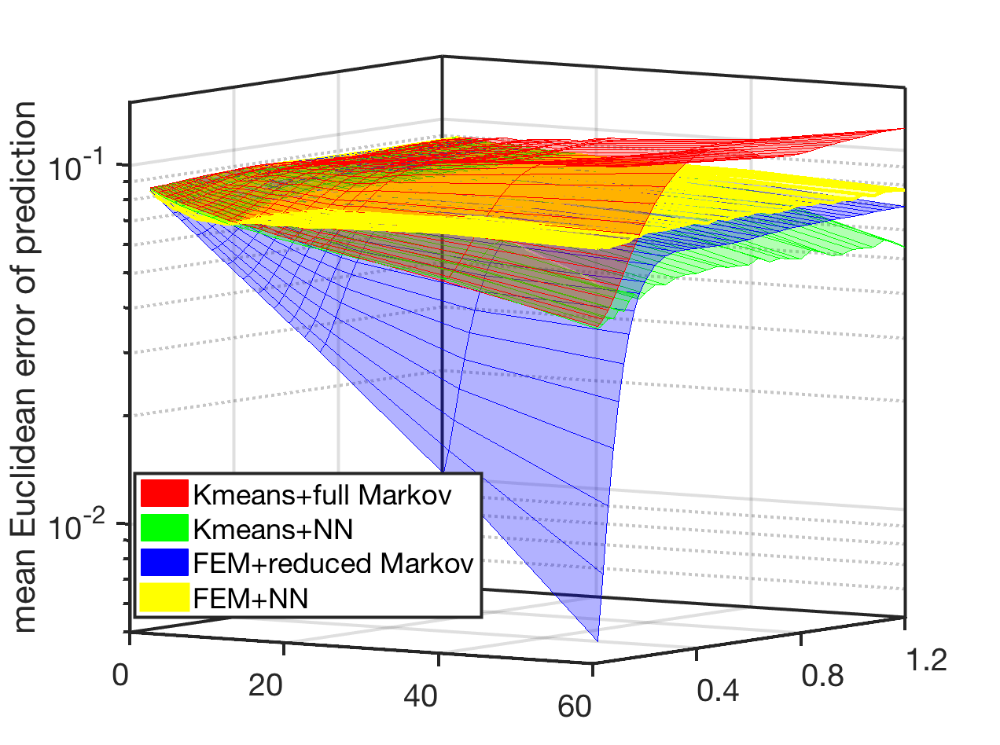 mean Euclidean error of prediction
10-1
10-2
Kmeans+full Markov
Kmeans+NN
FEM+reduced Markov
FEM+NN
0
20
40
60
0.4
0.8
1.2